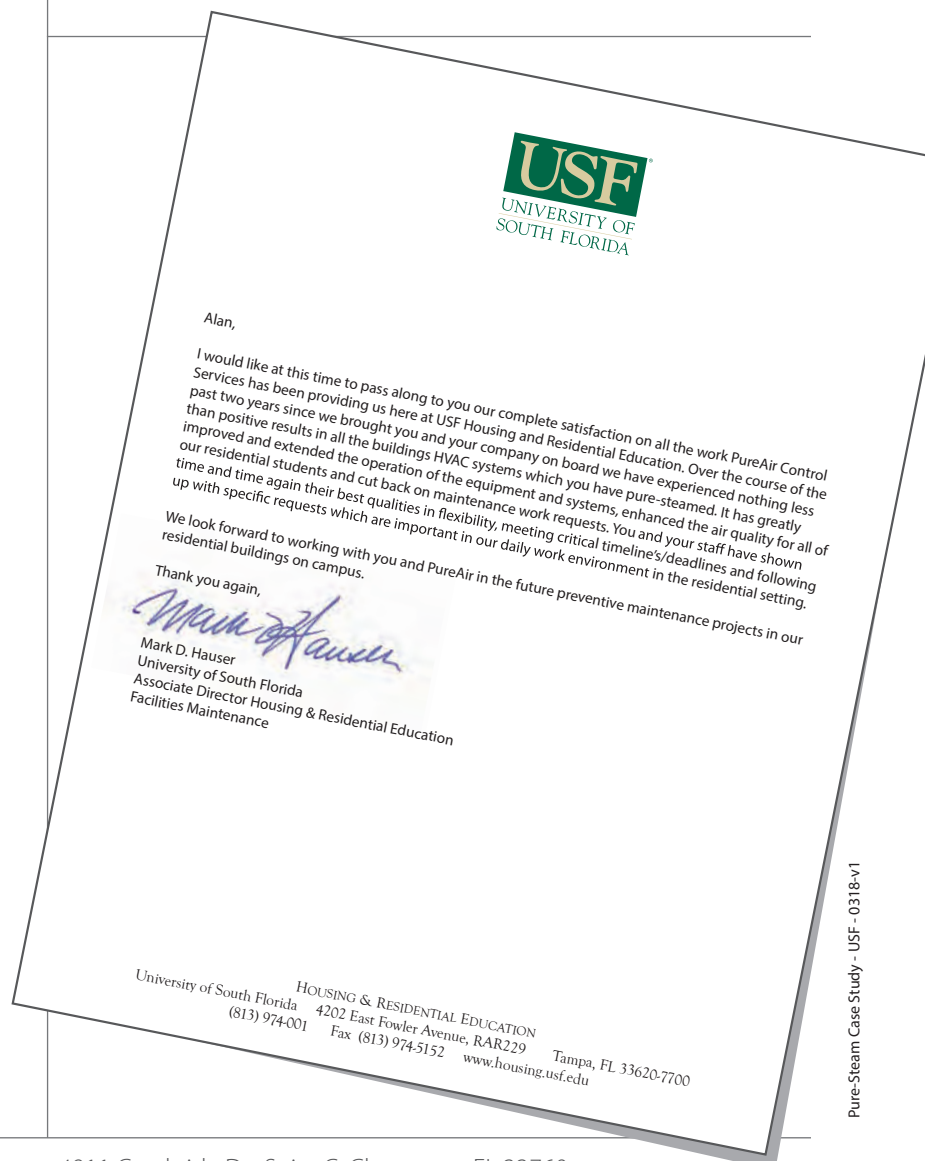 USF
UNIVERSITY OF
SOUTH FLORIDA
Alan,
I would like at this time to pass along to you our complete satisfaction on all the work PureAir Control
Services has been providing us here at USF Housing and Residential Education. Over the course of the
past two years since we brought you and your company on board we have experienced nothing less
than positive results in all the buildings HVAC systems which you have pure-steamed. It has greatly
improved and extended the operation of the equipment and systems, enhanced the air quality for all of
our residential students and cut back on maintenance work requests. You and your staff have shown
time and time again their best qualities in flexibility, meeting critical timeline's/deadlines and following
up with specific requests which are important in our daily work environment in the residential setting.
We look forward to working with you and PureAir in the future preventive maintenance projects in our
residential buildings on campus.
Thank you again,
Mark D Hauser
Mark D. Hauser
University of South Florida
Associate Director Housing & Residential Education
Facilities Maintenance
HOUSING & RESIDENTIAL EDUCATION
University of South Florida 4202 East Fowler Avenue, RAR229 Tampa, FL 33620-7700
(813) 974-001 Fax (813) 974-5152 www.housing.usf.edu
Pure-Steam Case Study - USF - 0318-v1